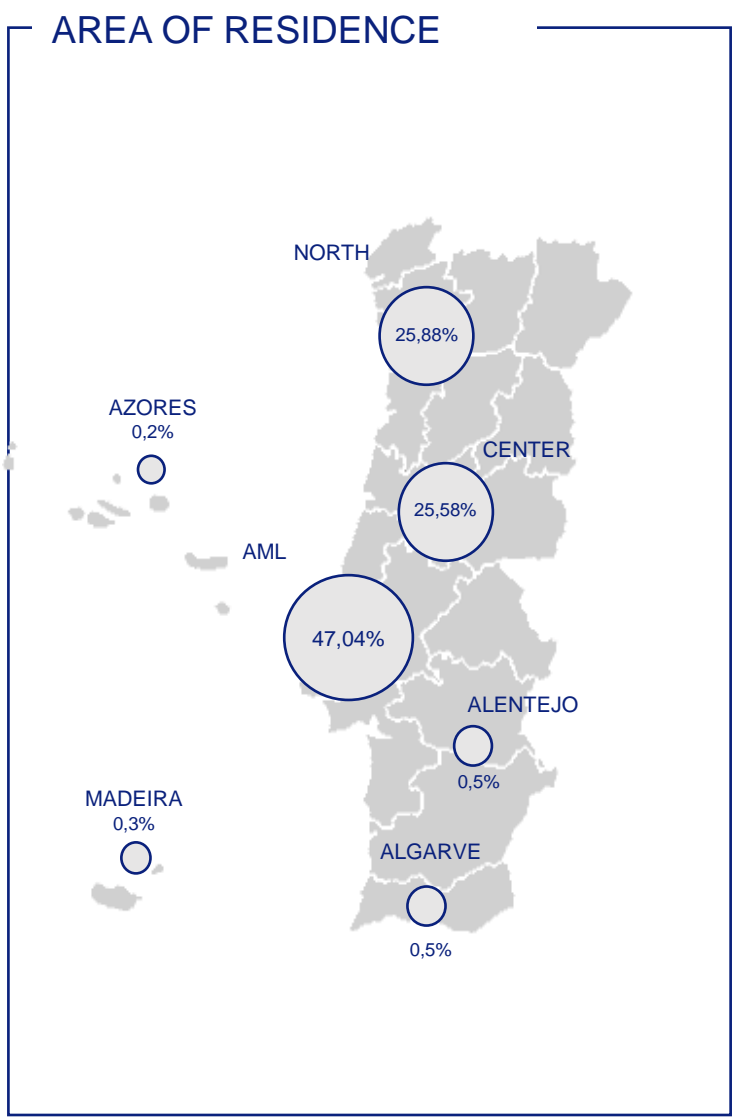 AREA OF RESIDENCE
NORTH
25,88%
AZORES
0,2%
CENTER
25,58%
AML
47,04%
ALENTEJO
0,5%
MADEIRA
0,3%
ALGARVE
0,5%